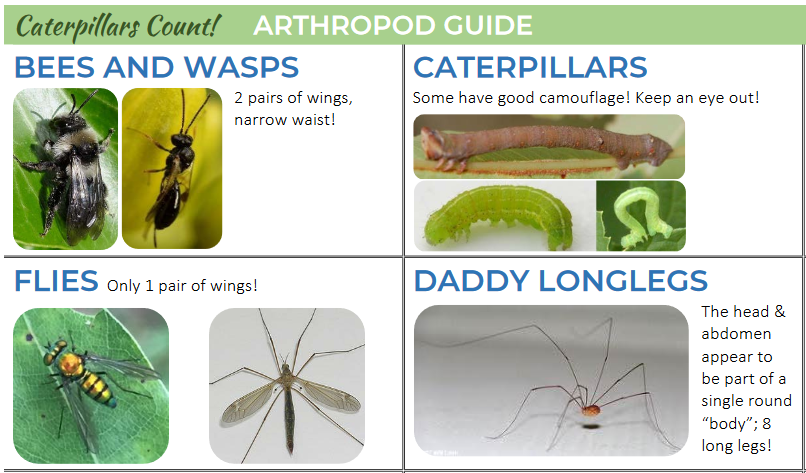 Caterpillars Count! ARTHROPOD GUIDE
BEES AND WASPS
2 pairs of wings,
narrow waist!
CATERPILLARS
Some have good camouflage! Keep an eye out!
FLIES Only 1 pair of wings!
DADDY LONGLEGS
The head &
abdomen
appear to
be part of a
single round
“body”; 8
long legs!